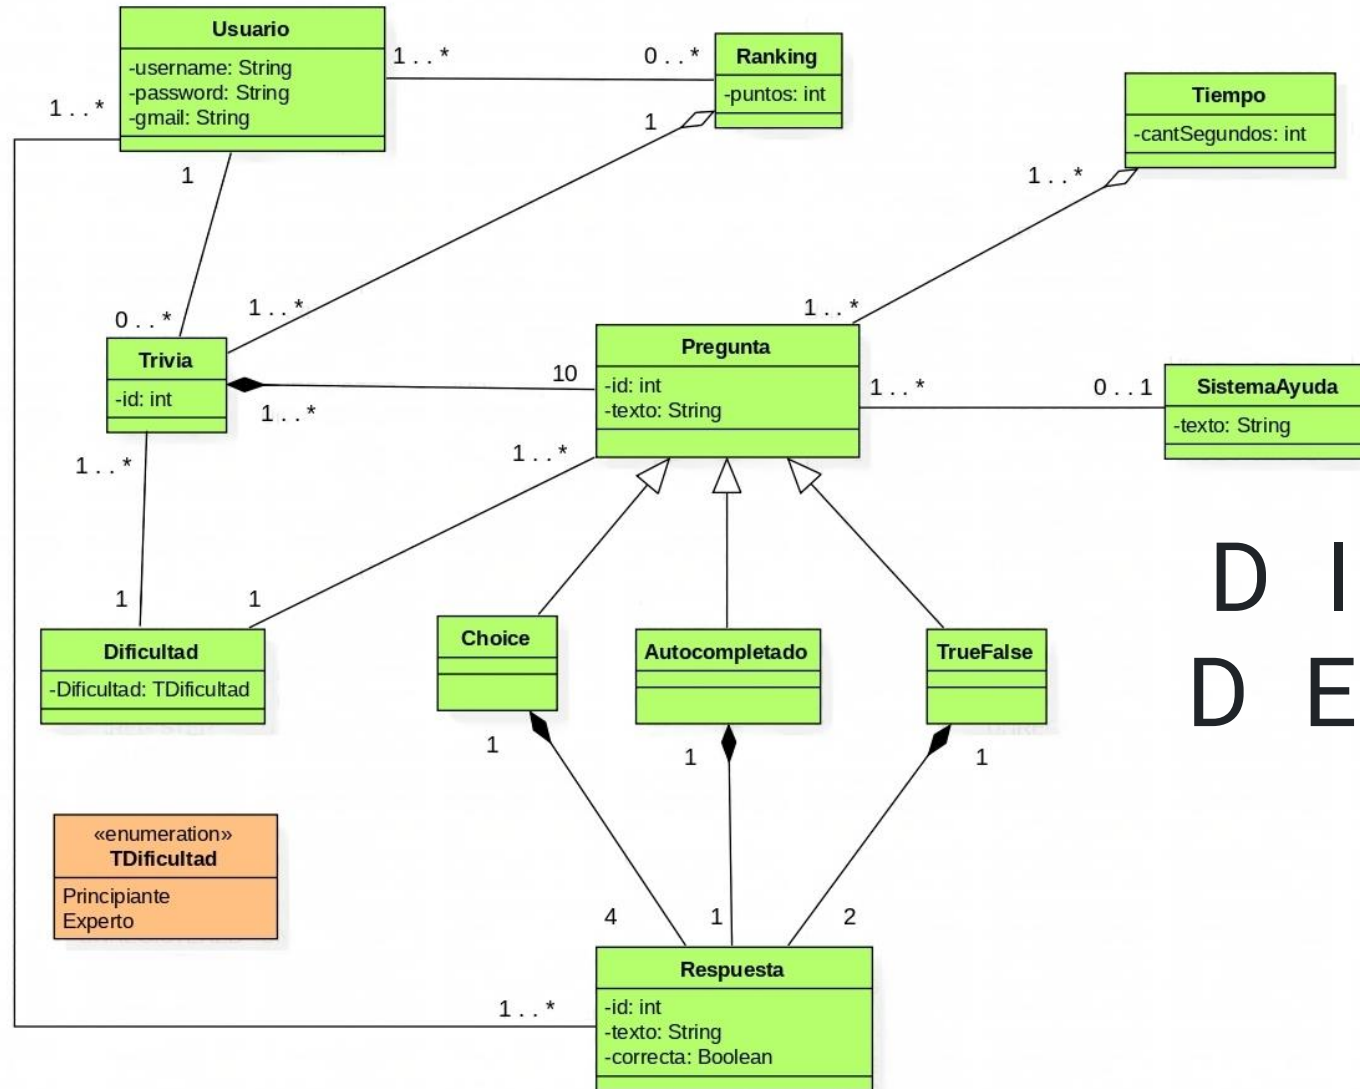 Usuario
-username: String
-password: String
-gmail: String
1 . . *
0 . . *
Ranking
-puntos: int
1
Tiempo
-cantSegundos: int
1 . . *
1 . . *
1
0 . . *
1 . . *
Trivia
-id: int
10
1 . . *
1 . . *
Pregunta
-id: int
-texto: String
1 . . *
0 . . 1
SistemaAyuda
-texto: String
1 . . *
1 . . *
1
1
Dificultad
-Dificultad: TDificultad
Choice
Autocompletado
TrueFalse
D I
D E
1
1
1
«enumeration»
TDificultad
Principiante
Experto
4
1
2
Respuesta
-id: int
-texto: String
-correcta: Boolean
1 . . *